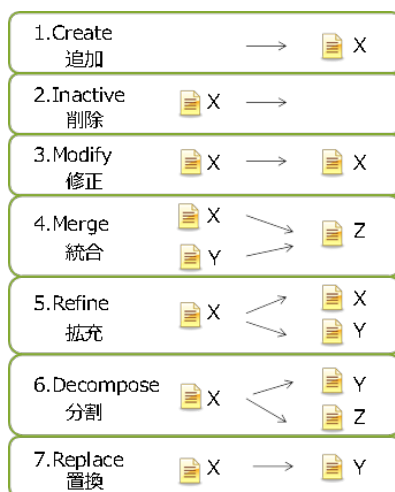 1.Create
追加
X
2.Inactive
削除
X
3.Modify
修正
X
X
4.Merge
統合
X
Y
Z
5.Refine
拡充
X
X
Y
6.Decompose
分割
X
Y
Z
7.Replace
置換
X
Y